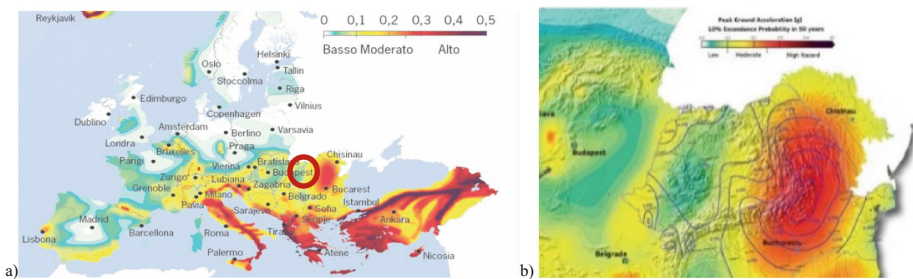 Reykjavik
0 0,1 0,2 0,3 0,4 0,5
Basso Moderato Alto
Oslo
Helsinki
Tallin
Stoccolma
Riga
Edimburgo
Copenhagen
Vilnius
Dublino
Amsterdam
Berlino
Varsavia
Londra
Bruxelles
Praga
Parigi
Vienna
Bratislava
Chisinau
Zurigo
Lubiana
Budapest
Grenoble
Milano
Zagabria
Bucarest
Pavia
Belgrado
Madrid
Sarajevo
Sofia
Istanbul
Lisbona
Barcellona
Roma
Tirana
Skopje
Ankara
Palermo
Atene
Nicosia
a)
Peak Ground Acceleration [g]
10% Exceedance Probability in 50 years
Low Moderate High Hazard
Chisinau
Budapest
Belgrade
Bucharest
b)